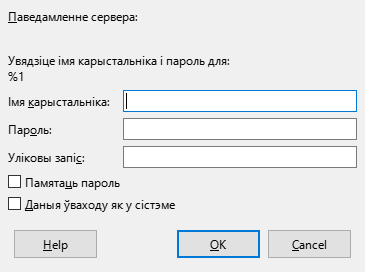 Паведамленне сервера:
Увядзіце імя карыстальніка і пароль для:
%1
Імя карыстальніка:
Пароль:
Уліковы запіс:
Памятаць пароль
Даныя ўваходу як у сістэме
Help
OK
Cancel